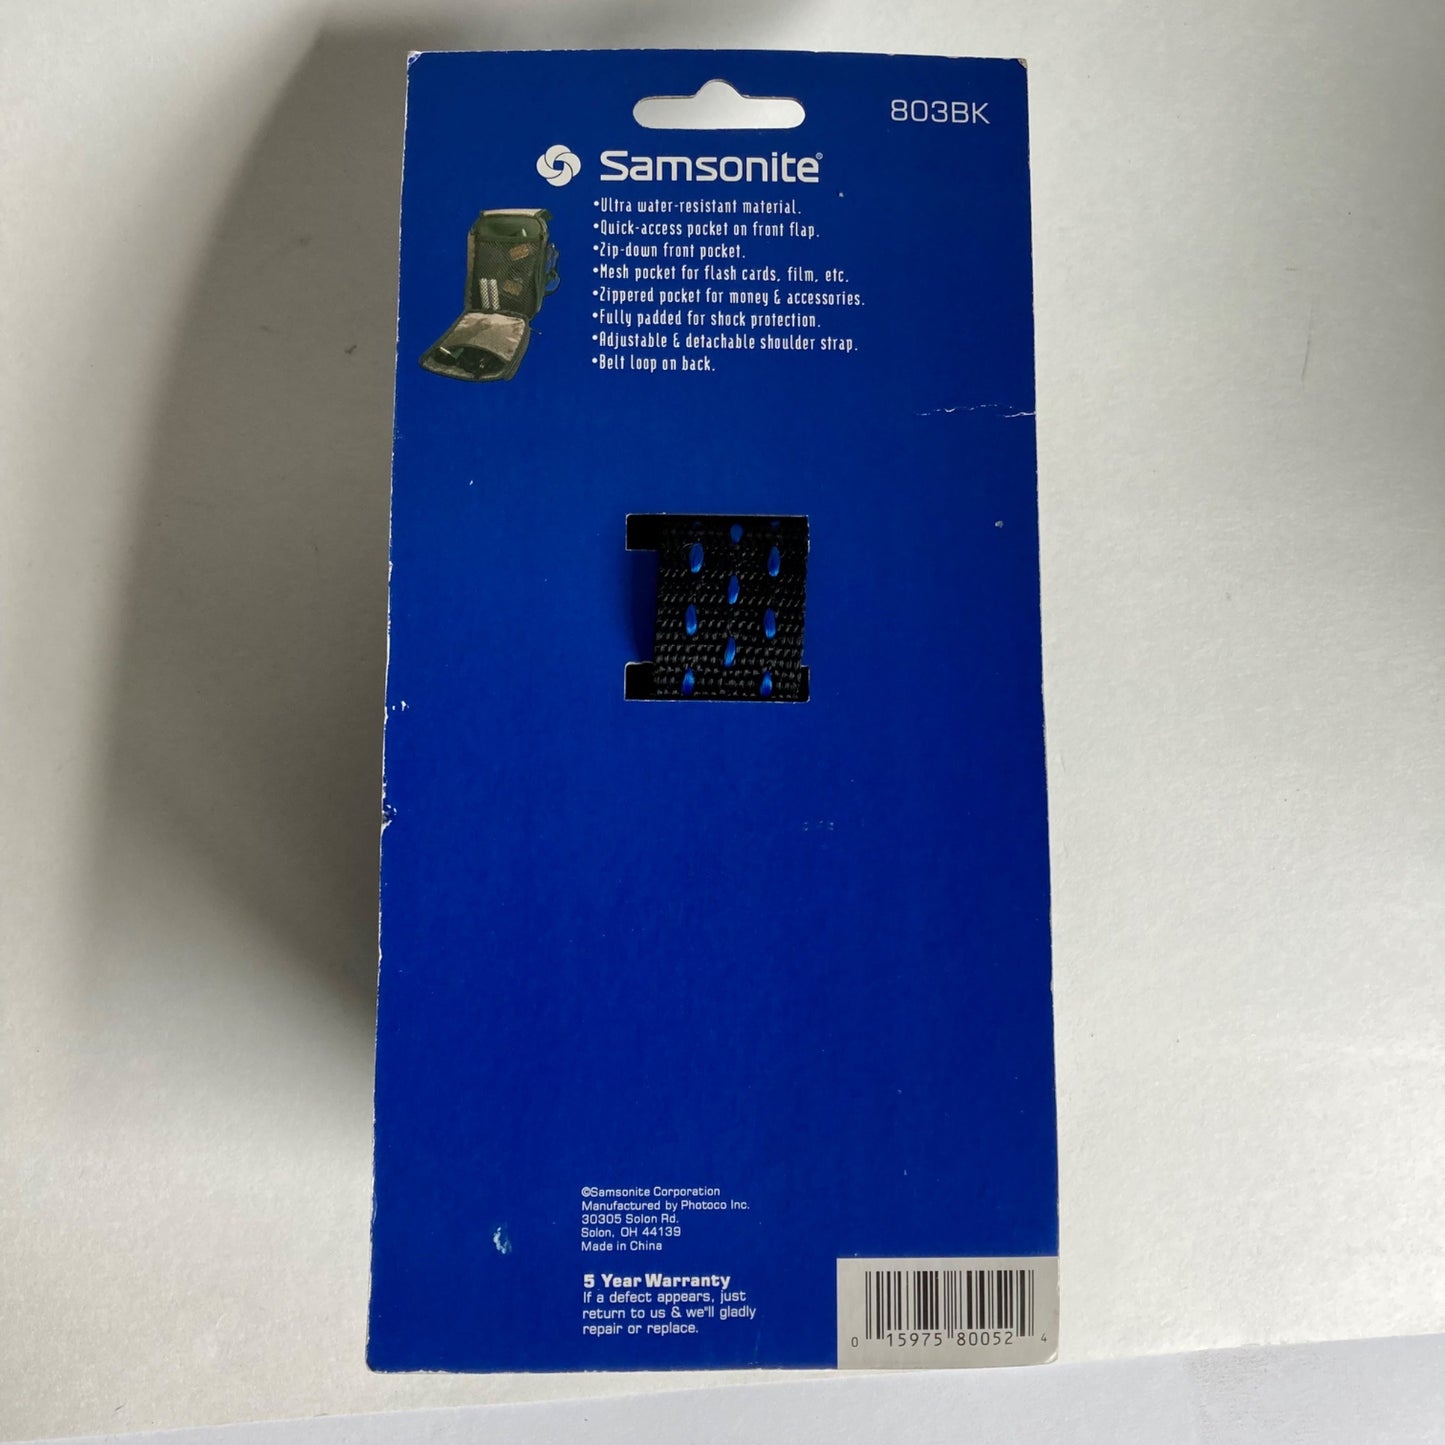 803BK
Samsonite®
•Ultra water-resistant material.
•Quick-access pocket on front flap.
•Zip-down front pocket.
•Mesh pocket for flash cards, film, etc.
•Zippered pocket for money & accessories.
•Fully padded for shock protection.
•Adjustable & detachable shoulder strap.
•Belt loop on back.
©Samsonite Corporation
Manufactured by Photoco Inc.
30305 Solon Rd.
Solon, OH 44139
Made in China
5 Year Warranty
If a defect appears, just
return to us & we"ll gladly
repair or replace.
0 15975 80052 4